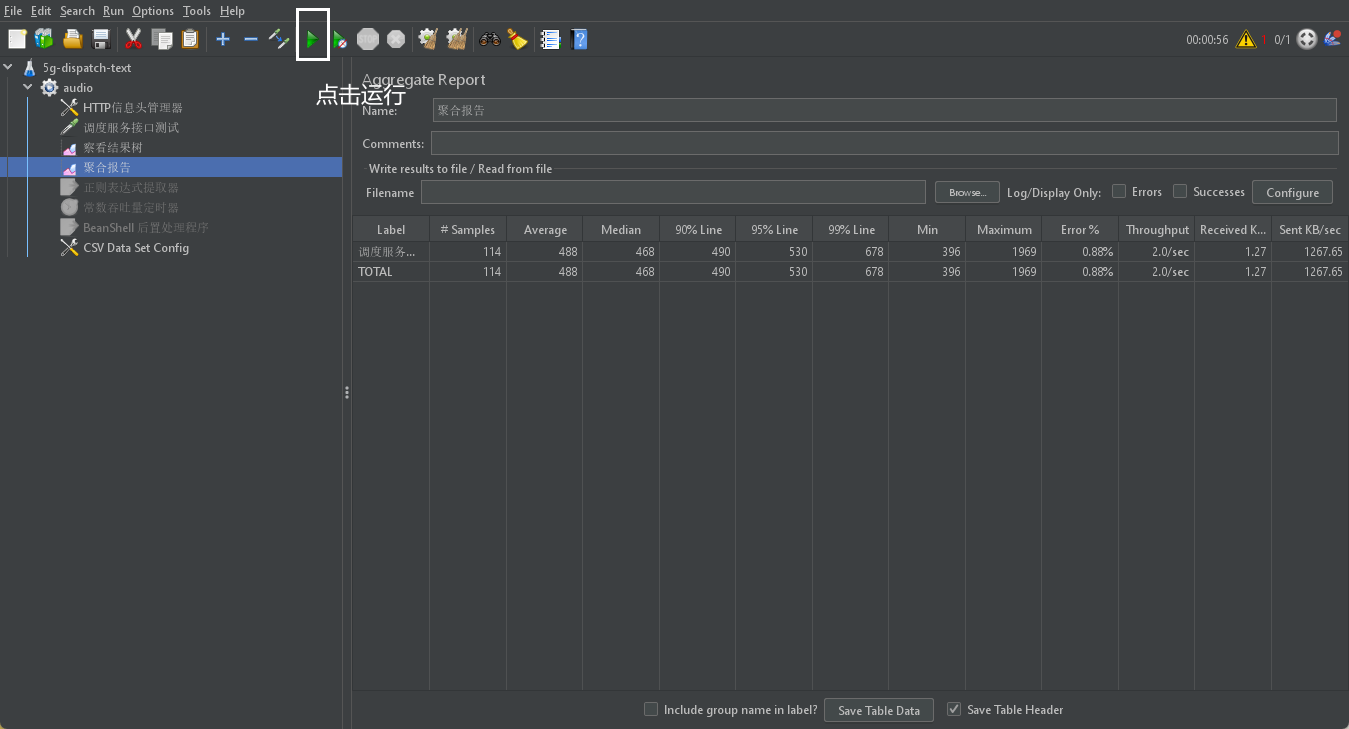 File Edit Search Run Options Tools Help
00:00:56 1 0/1
点击运行
5g-dispatch-text
audio
HTTP信息头管理器
调度服务接口测试
察看结果树
聚合报告
正则表达式提取器
常数吞吐量定时器
BeanShell 后置处理程序
CSV Data Set Config
Aggregate Report
Name: 聚合报告
Comments:
Write results to file / Read from file
Filename Browse... Log/Display Only: Errors Successes Configure
Label # Samples Average Median 90% Line 95% Line 99% Line Min Maximum Error % Throughput Received K... Sent KB/sec
调度服务... 114 488 468 490 530 678 396 1969 0.88% 2.0/sec 1.27 1267.65
TOTAL 114 488 468 490 530 678 396 1969 0.88% 2.0/sec 1.27 1267.65
Include group name in label? Save Table Data Save Table Header